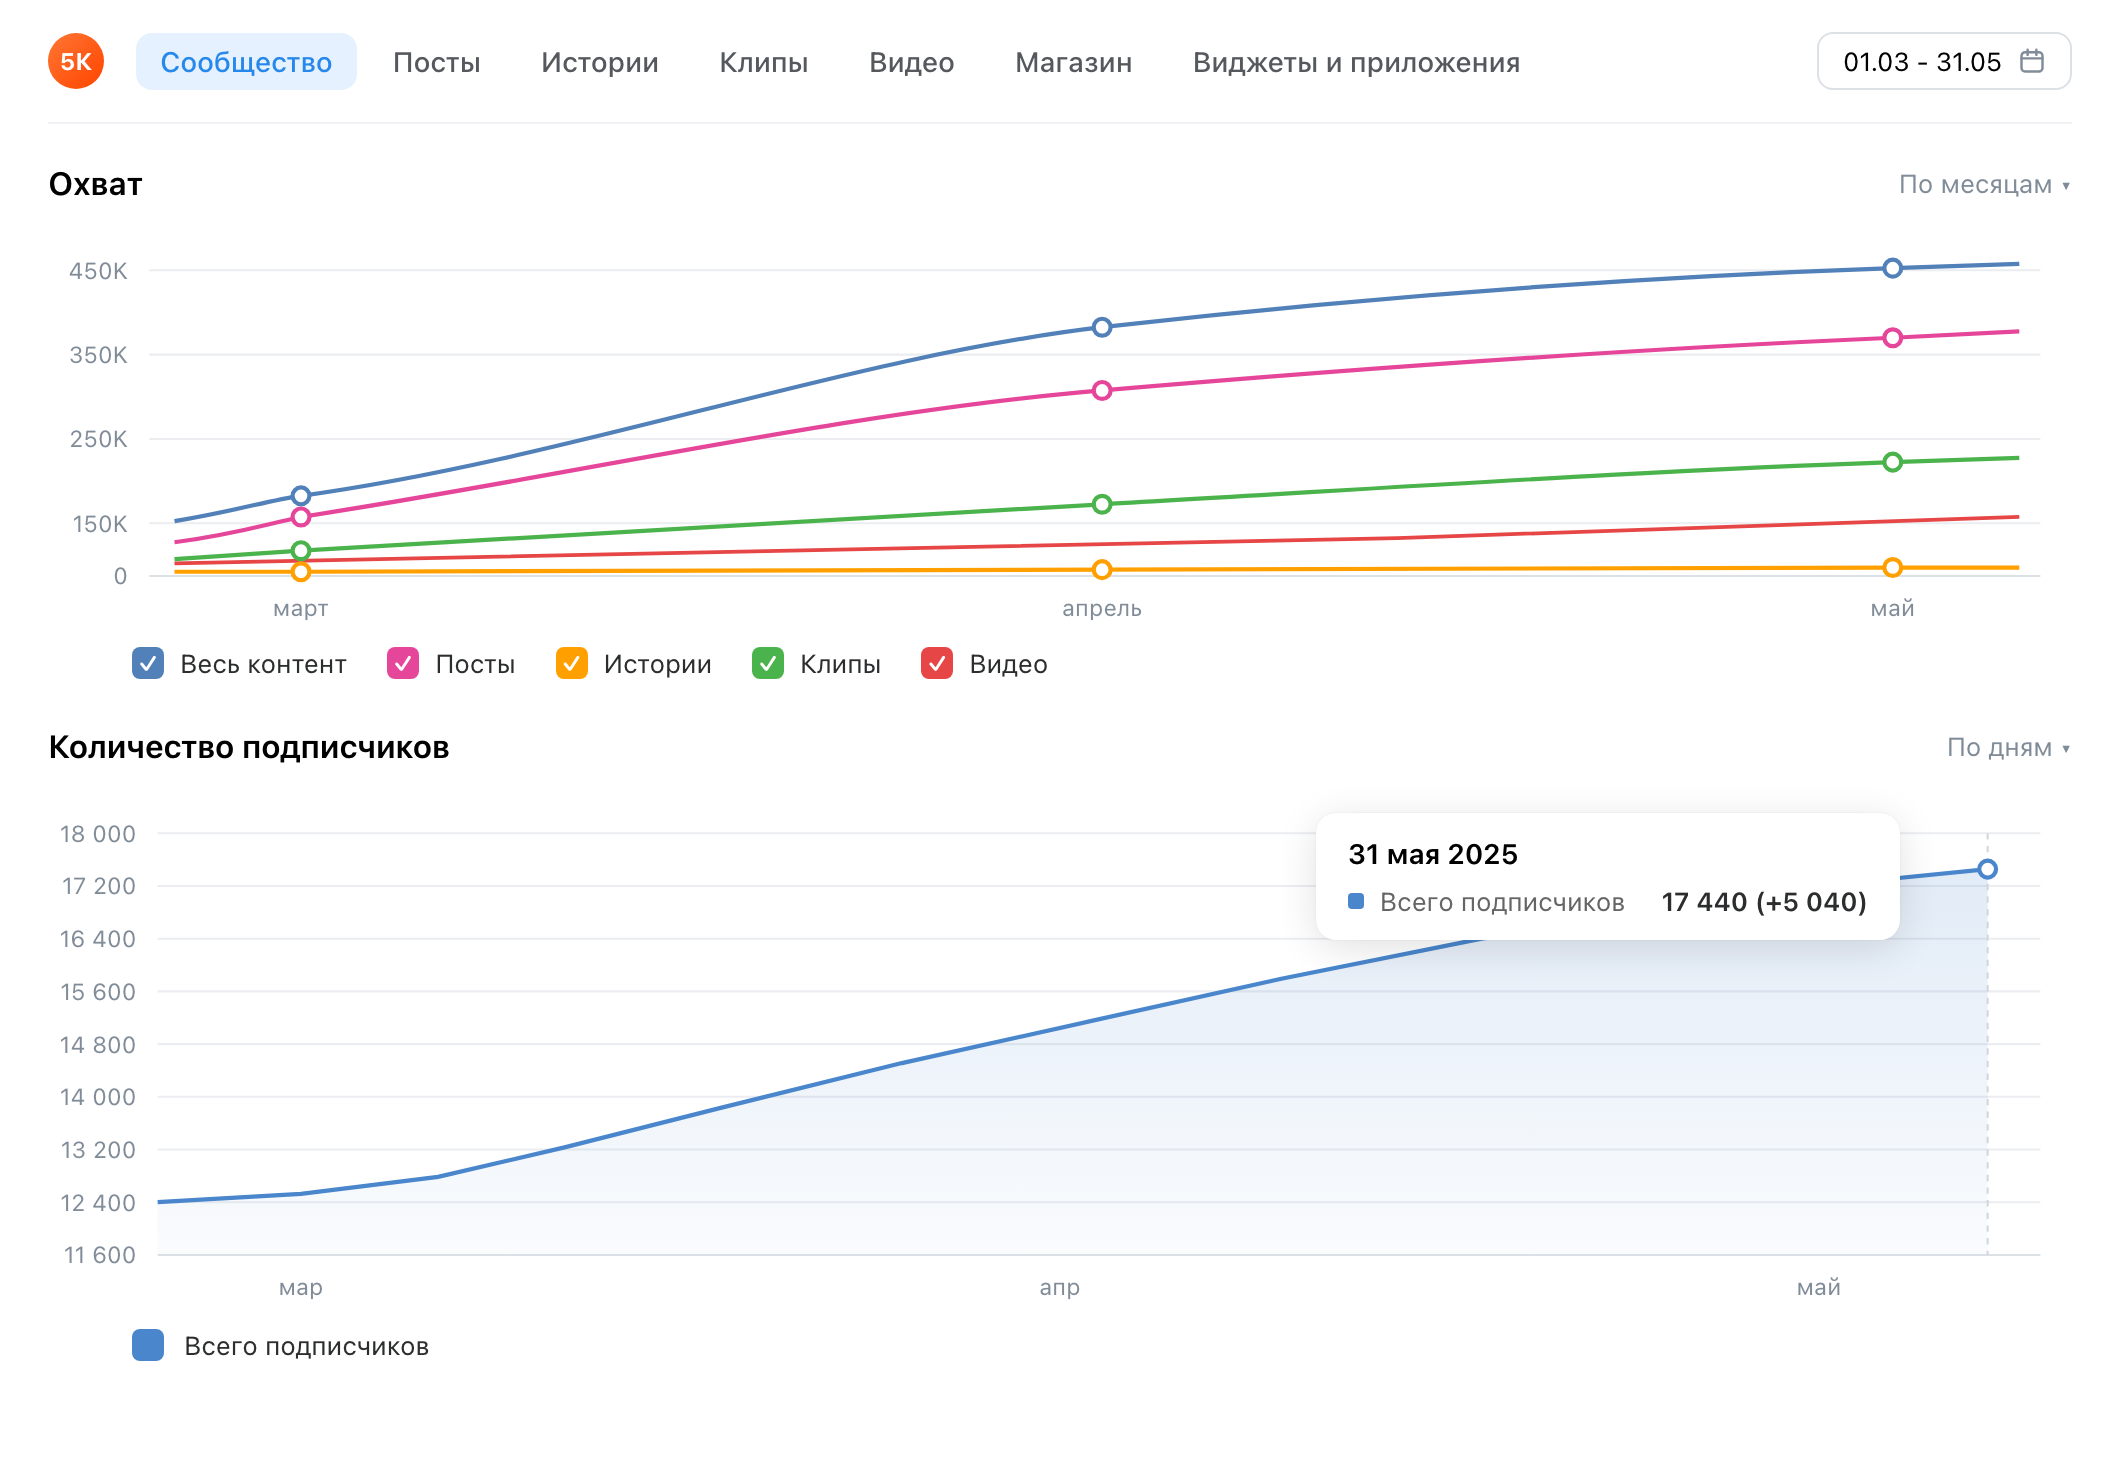 5K Сообщество Посты Истории Клипы Видео Магазин Виджеты и приложения 01.03 - 31.05
Охват По месяцам
450K
350K
250K
150K
0
март апрель май
Весь контент Посты Истории Клипы Видео
Количество подписчиков По дням
18 000
17 200
16 400
15 600
14 800
14 000
13 200
12 400
11 600
31 мая 2025
Всего подписчиков 17 440 (+5 040)
мар апр май
Всего подписчиков